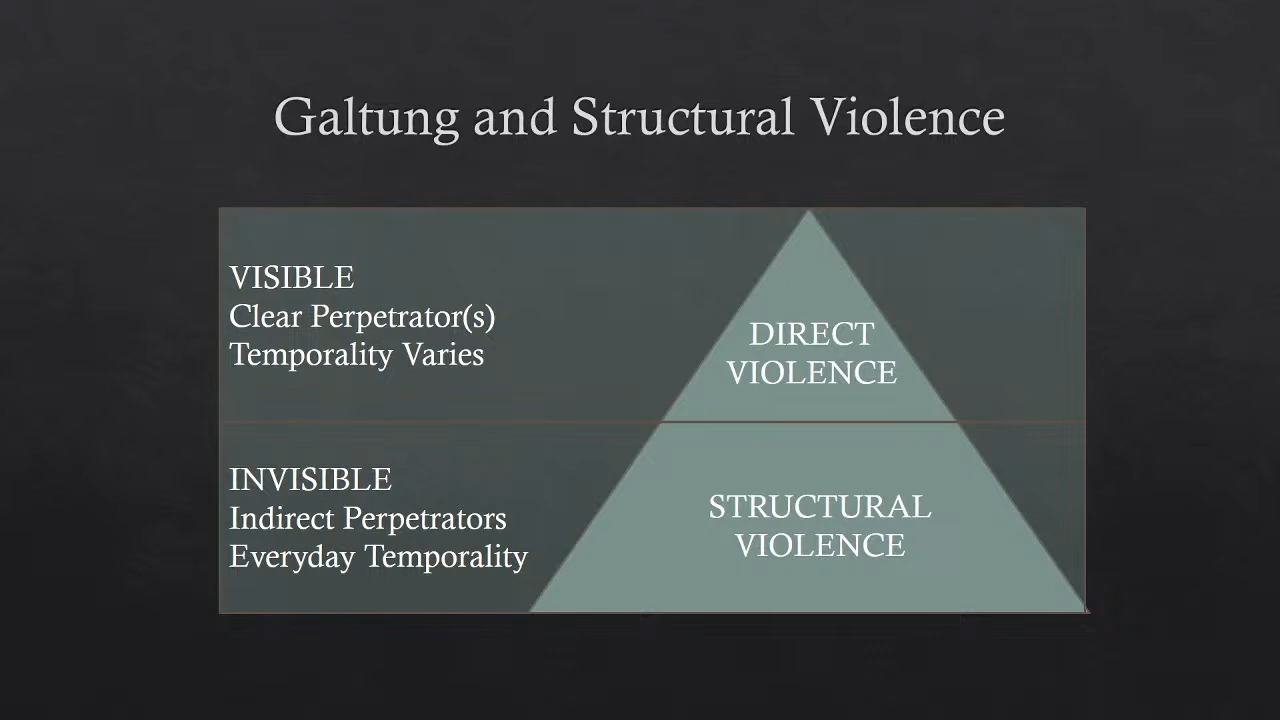 Galtung and Structural Violence
VISIBLE
Clear Perpetrator(s)
Temporality Varies
DIRECT
VIOLENCE
INVISIBLE
Indirect Perpetrators
Everyday Temporality
STRUCTURAL
VIOLENCE